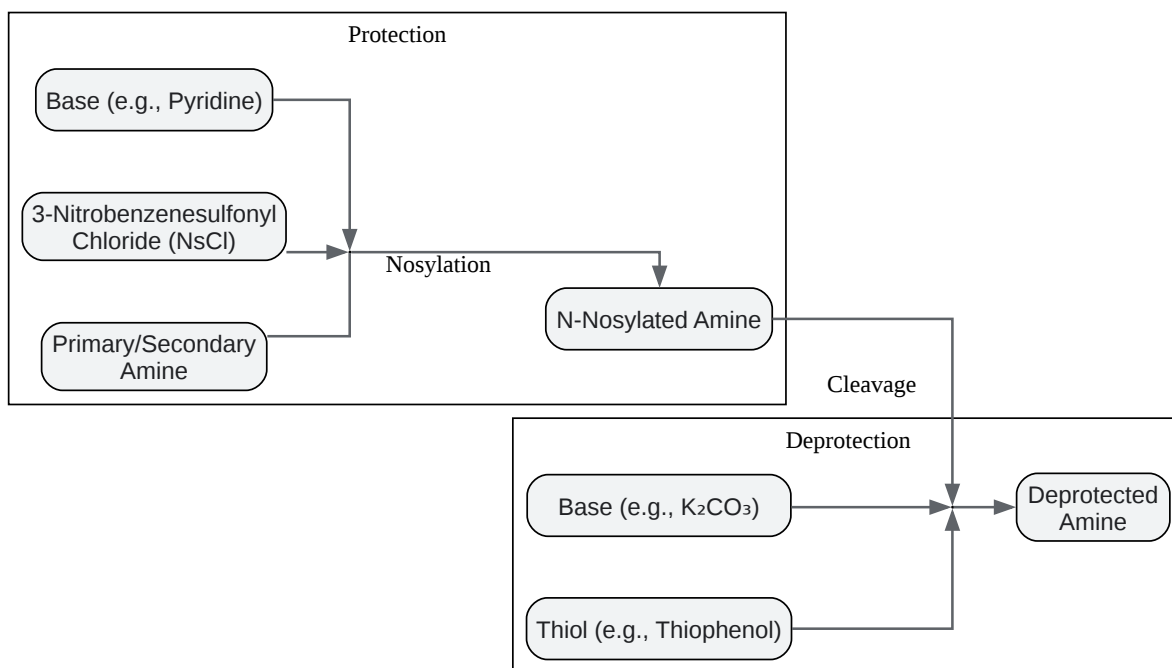 Protection
Base (e.g., Pyridine)
3-Nitrobenzenesulfonyl
Chloride (NsCl)
Nosylation
Primary/Secondary
Amine
N-Nosylated Amine
Cleavage
Deprotection
Base (e.g., K₂CO₃)
Deprotected
Amine
Thiol (e.g., Thiophenol)